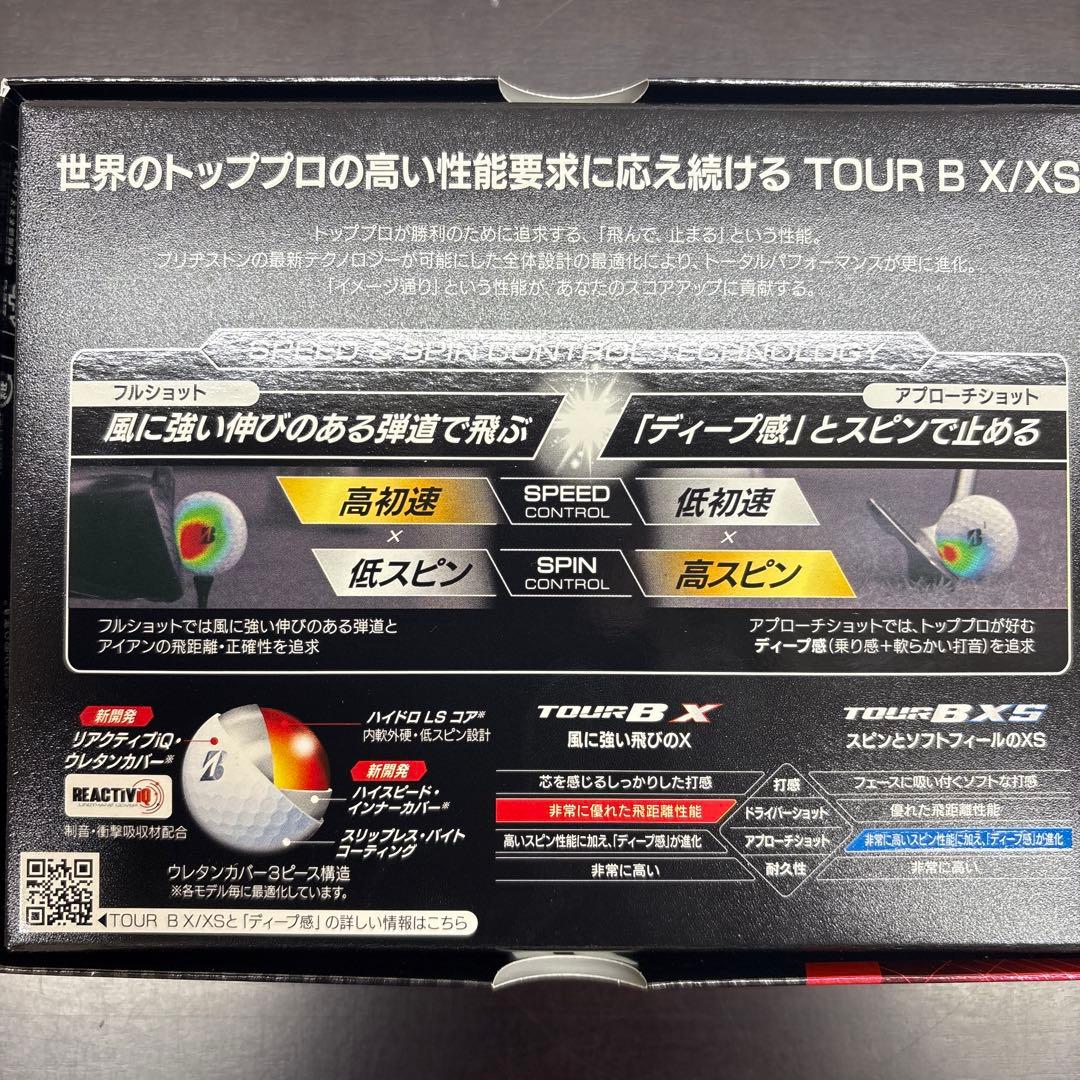 世界のトッププロの高い性能要求に応え続ける TOUR B X/XS
トッププロが勝利のために追求する、「飛んで、止まる」という性能。
ブリヂストンの最新テクノロジーが可能にした全体設計の最適化により、トータルパフォーマンスが更に進化。
「イメージ通り」という性能が、あなたのスコアアップに貢献する。
SPEED & SPIN CONTROL TECHNOLOGY
フルショット
風に強い伸びのある弾道で飛ぶ
アプローチショット
「ディープ感」とスピンで止める
高初速
SPEED
CONTROL
低初速
×
×
低スピン
SPIN
CONTROL
高スピン
フルショットでは風に強い伸びのある弾道と
アイアンの飛距離・正確性を追求
アプローチショットでは、トッププロが好む
ディープ感(乗り感+軟らかい打音)を追求
新開発
リアクティブiQ・
ウレタンカバー※
REACTiV iQ
URETHANE COVER
制音・衝撃吸収材配合
ハイドロ LS コア※
内軟外硬・低スピン設計
新開発
ハイスピード・
インナーカバー※
スリップレス・バイト
コーティング
ウレタンカバー3ピース構造
※各モデル毎に最適化しています。
TOUR B X/XSと「ディープ感」の詳しい情報はこちら
TOUR B X
風に強い飛びのX
TOUR B XS
スピンとソフトフィールのXS
芯を感じるしっかりした打感
打感
フェースに吸い付くソフトな打感
非常に優れた飛距離性能
ドライバーショット
優れた飛距離性能
高いスピン性能に加え、「ディープ感」が進化
アプローチショット
非常に高いスピン性能に加え、「ディープ感」が進化
非常に高い
耐久性
非常に高い